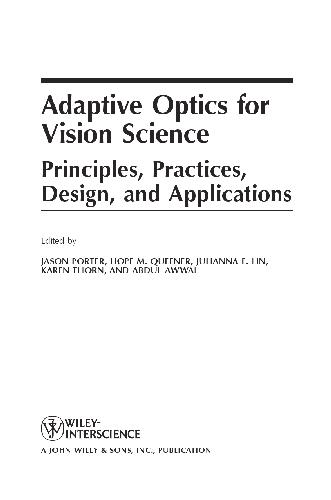 Adaptive Optics for
Vision Science
Principles, Practices,
Design, and Applications
Edited by
JASON PORTER, HOPE M. QUEENER, JULIANNA E. LIN,
KAREN THORN, AND ABDUL AWWAL
WILEY-
INTERSCIENCE
A JOHN WILEY & SONS, INC., PUBLICATION